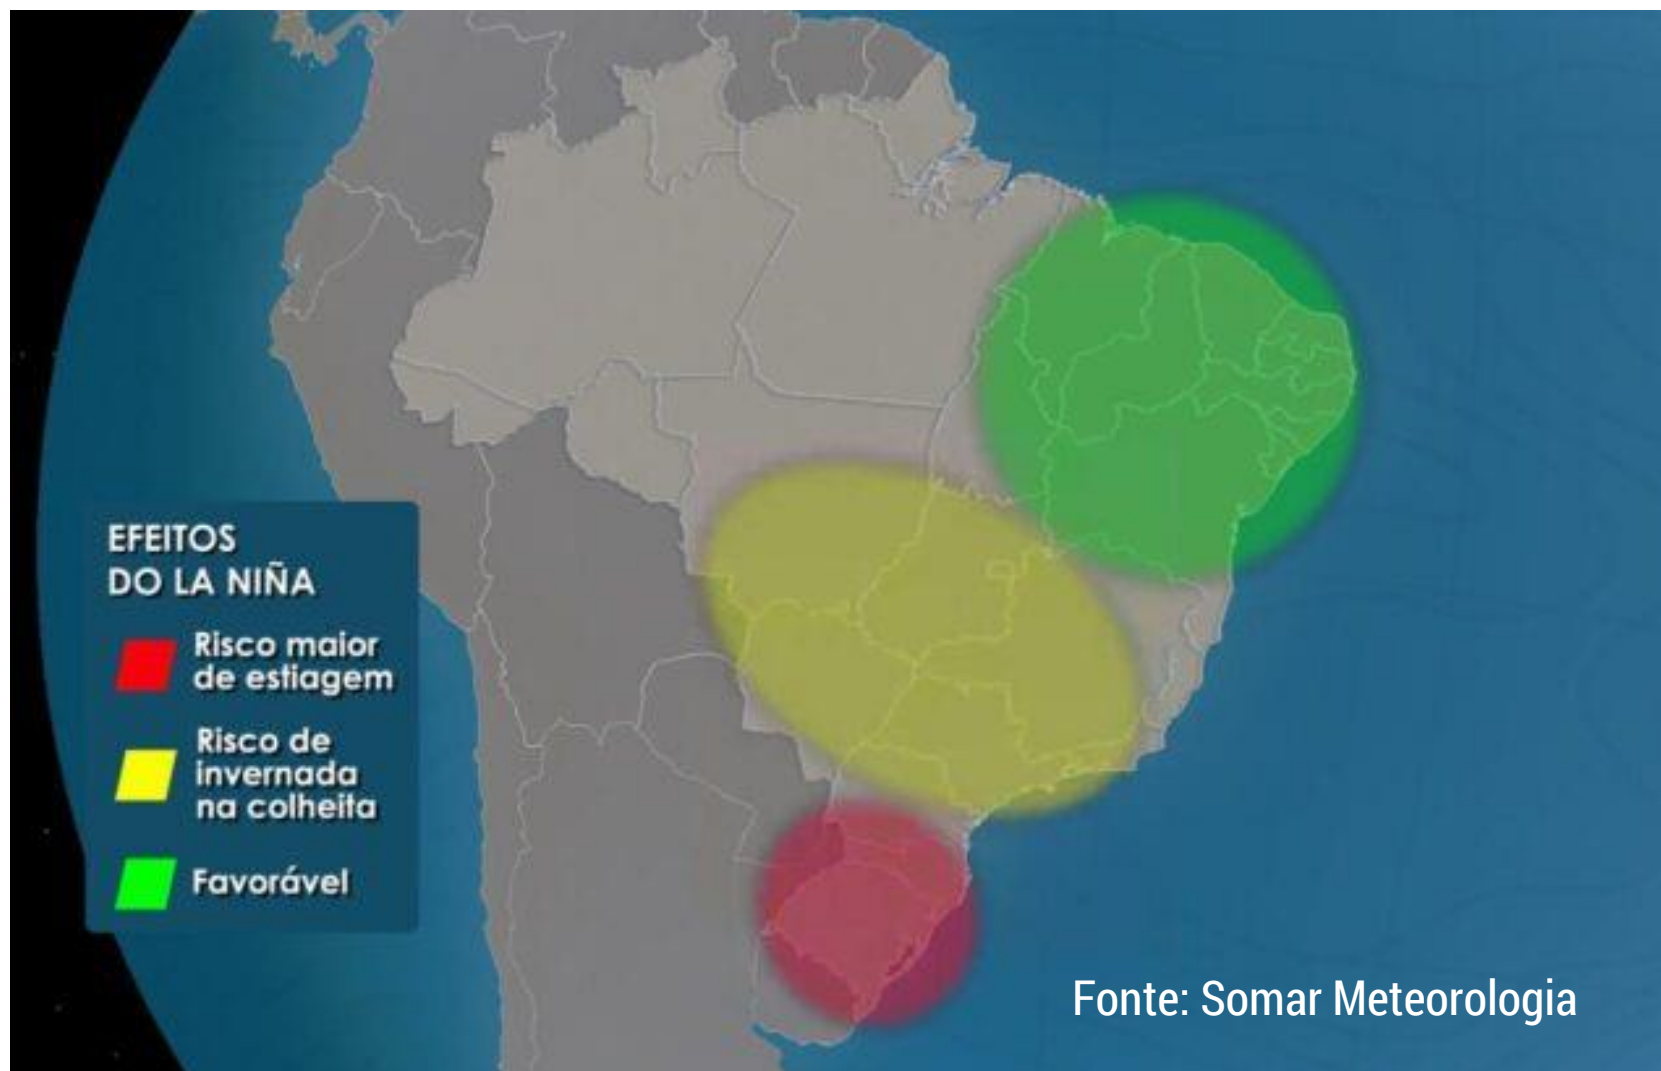 EFEITOS
DO LA NIÑA
Risco maior
de estiagem
Risco de
invernada
na colheita
Favorável
Fonte: Somar Meteorologia